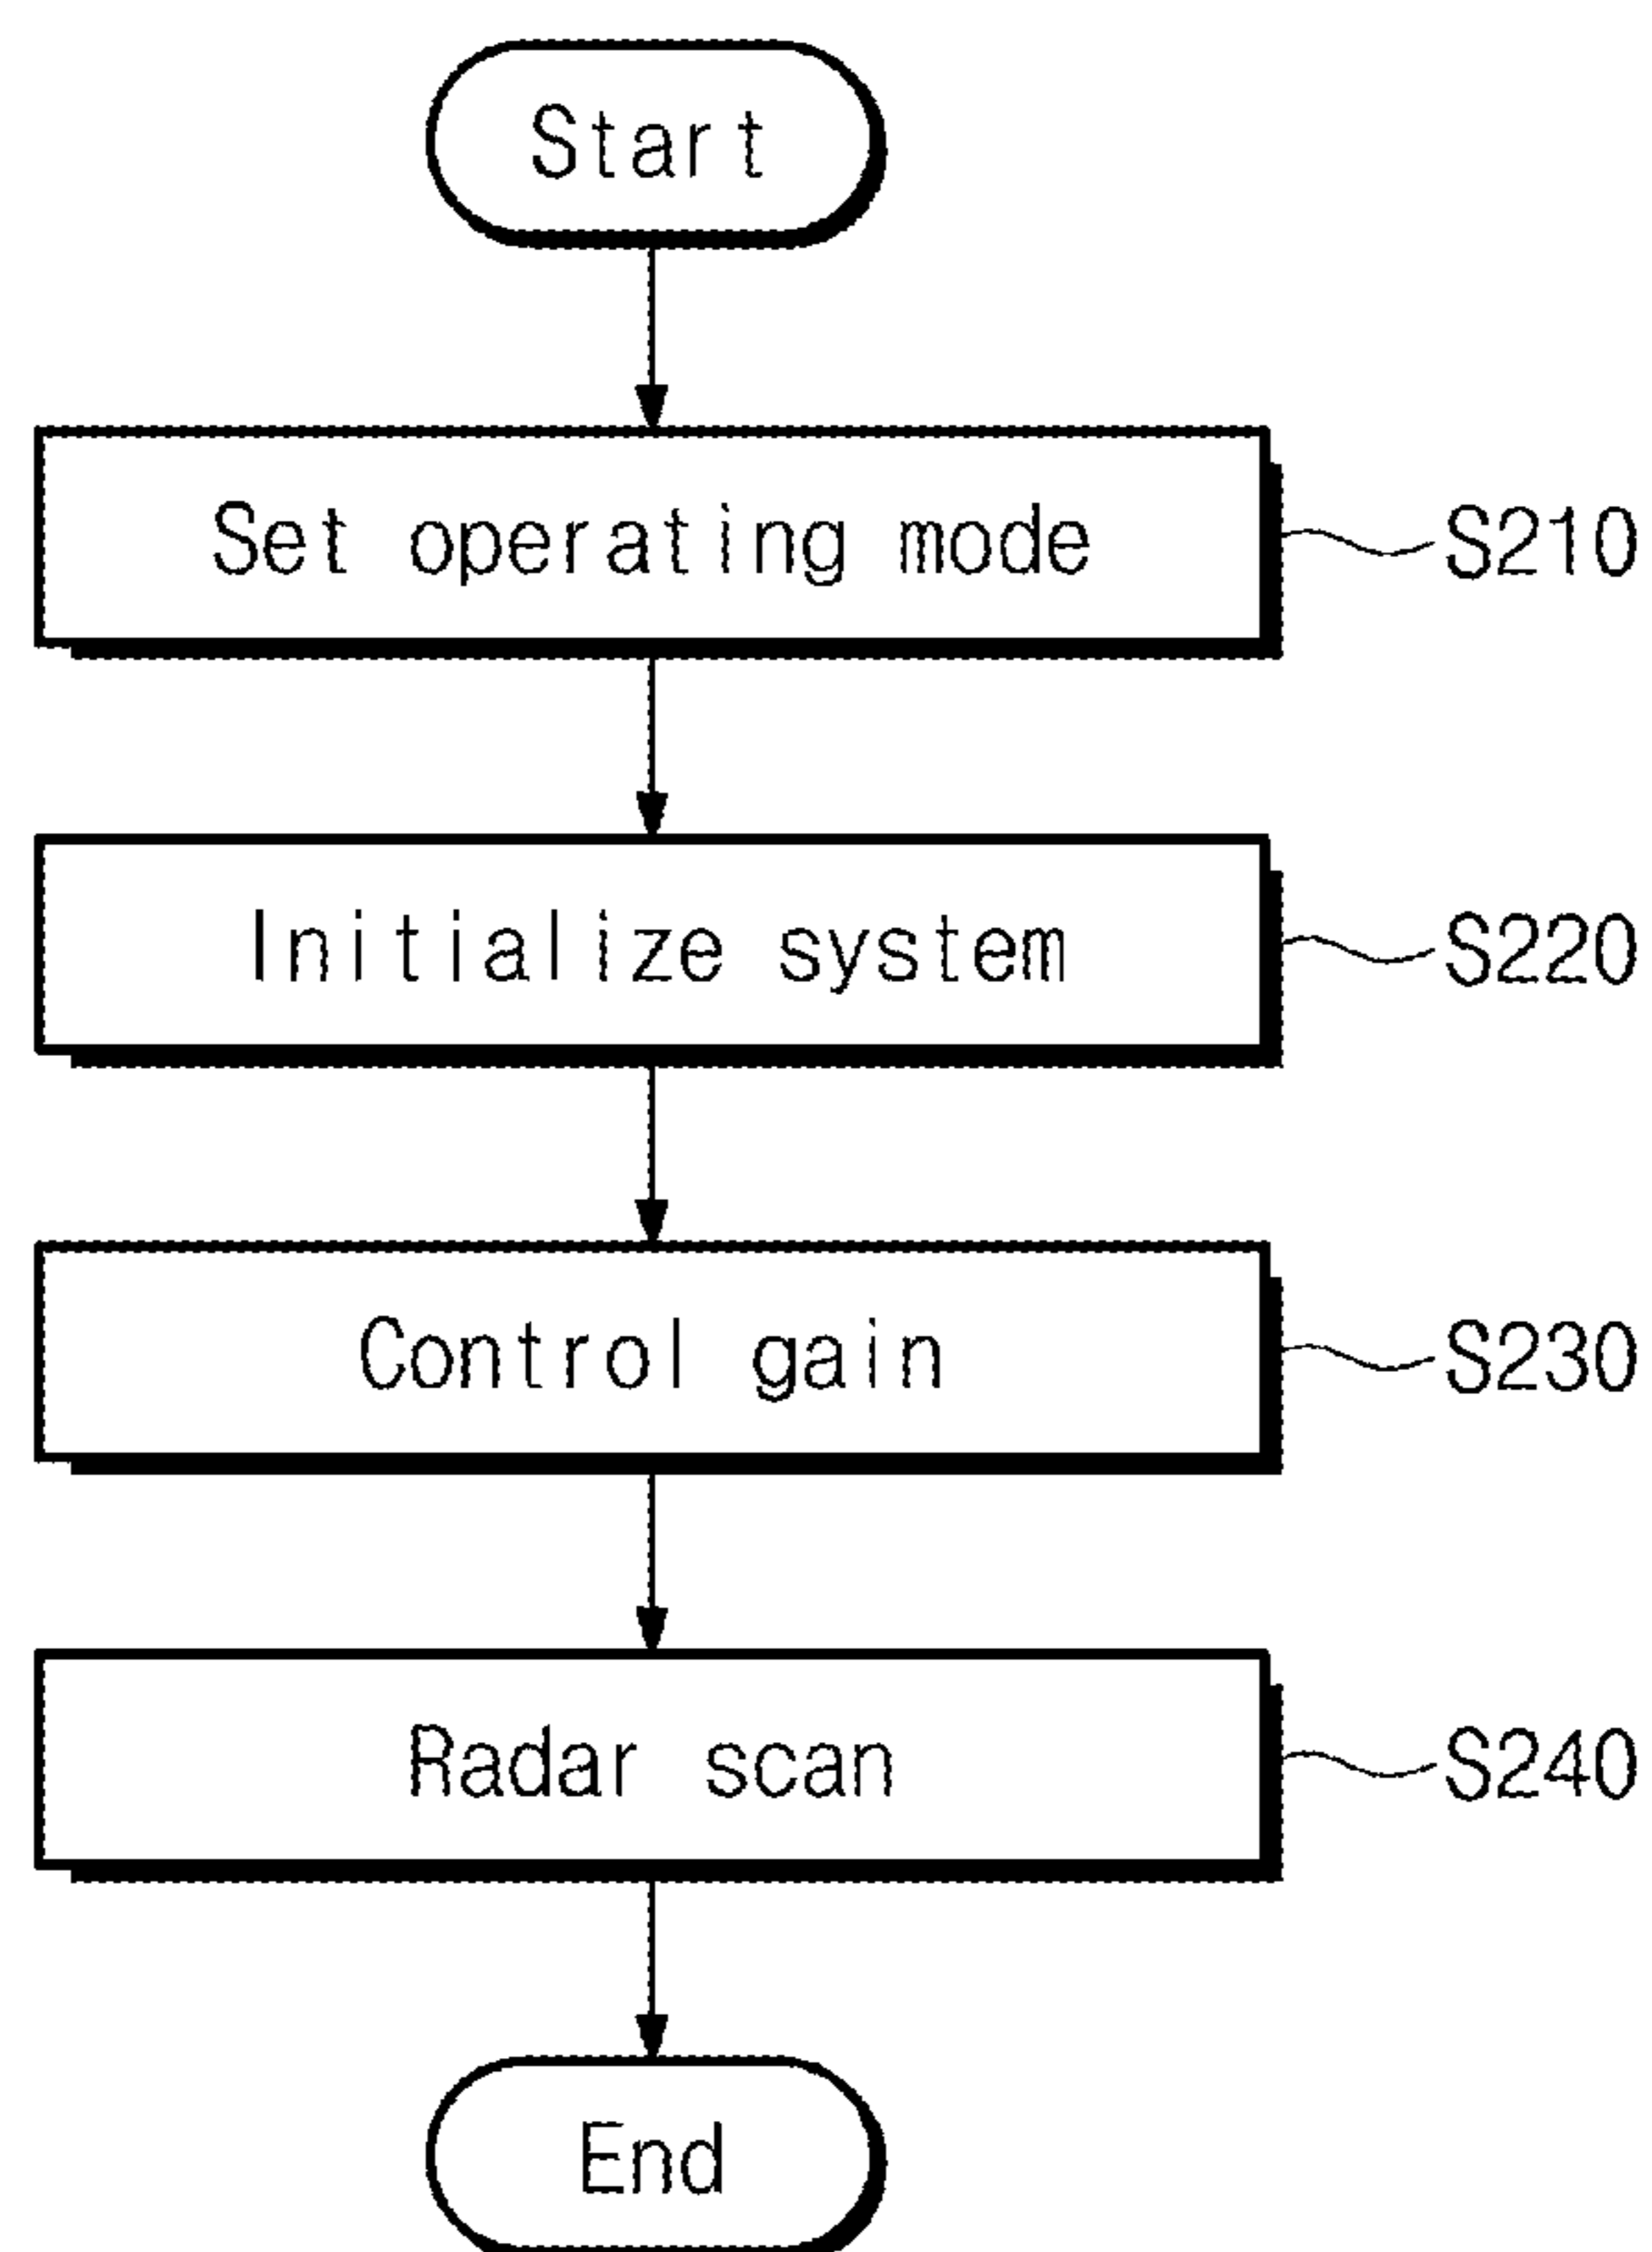 Start
Set operating mode
S210
Initialize system
S220
Control gain
S230
Radar scan
S240
End